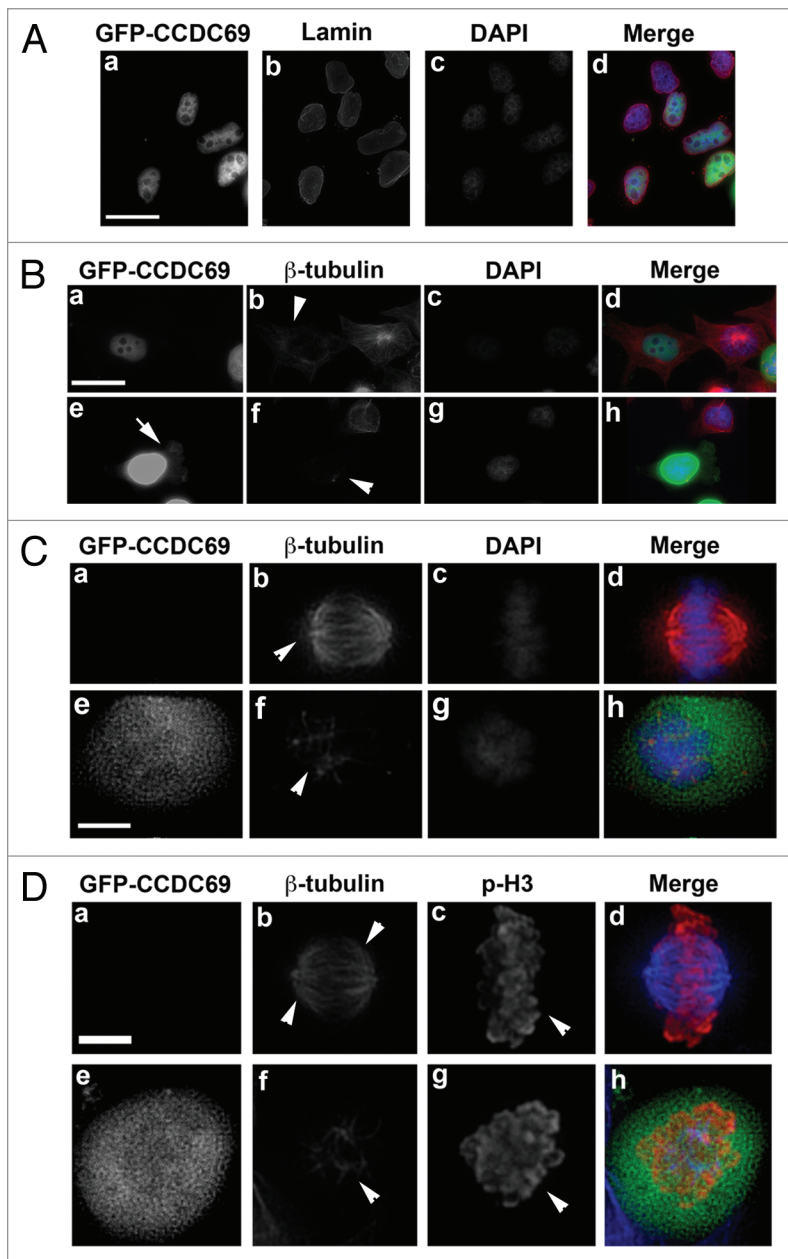 A
GFP-CCDC69 Lamin DAPI Merge
a b c d
B
GFP-CCDC69 β-tubulin DAPI Merge
a b c d
e f g h
C
GFP-CCDC69 β-tubulin DAPI Merge
a b c d
e f g h
D
GFP-CCDC69 β-tubulin p-H3 Merge
a b c d
e f g h